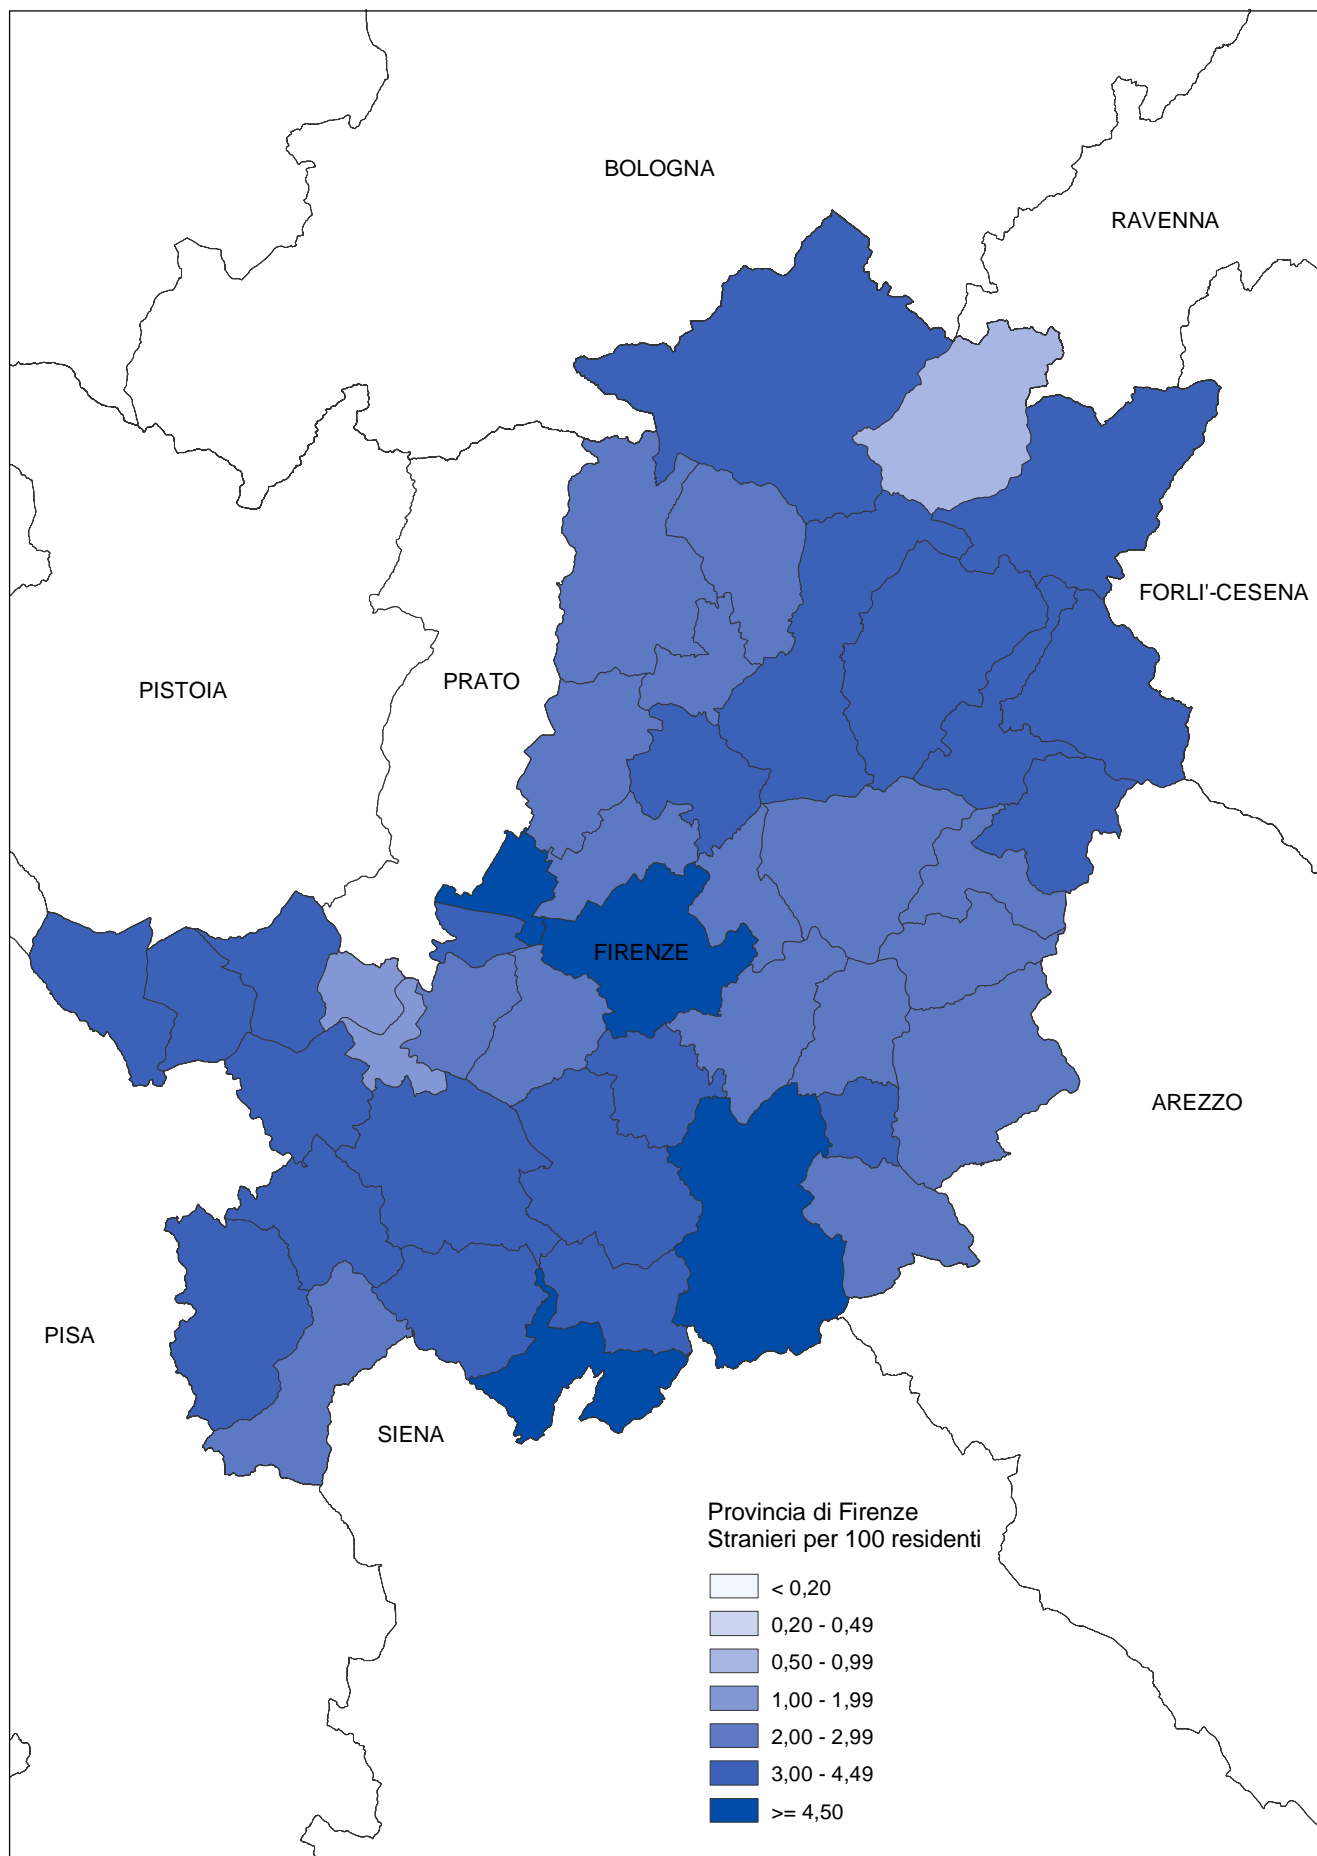 BOLOGNA
RAVENNA
FORLI'-CESENA
PRATO
PISTOIA
FIRENZE
AREZZO
PISA
SIENA
Provincia di Firenze
Stranieri per 100 residenti
< 0,20
0,20 - 0,49
0,50 - 0,99
1,00 - 1,99
2,00 - 2,99
3,00 - 4,49
>= 4,50